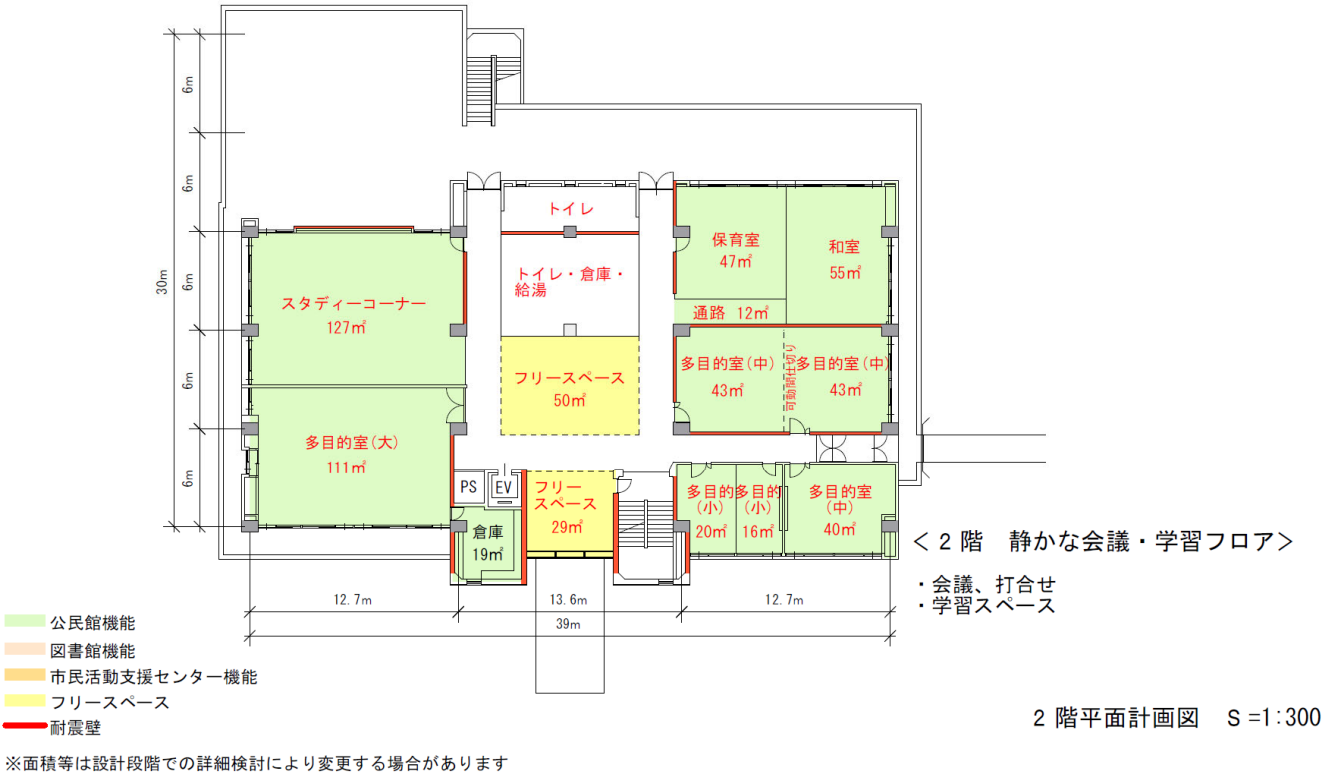 6m
6m
6m
6m
6m
30m
トイレ
トイレ・倉庫・
給湯
保育室
47㎡
和室
55㎡
通路 12㎡
スタディーコーナー
127㎡
フリースペース
50㎡
多目的室(中)
43㎡
可動間仕切り
多目的室(中)
43㎡
多目的室(大)
111㎡
PS
EV
フリー
スペース
29㎡
倉庫
19㎡
多目的
(小)
20㎡
多目的
(小)
16㎡
多目的室
(中)
40㎡
12.7m
13.6m
12.7m
39m
<2階 静かな会議・学習フロア>
・会議、打合せ
・学習スペース
公民館機能
図書館機能
市民活動支援センター機能
フリースペース
耐震壁
2階平面計画図 S=1:300
※面積等は設計段階での詳細検討により変更する場合があります